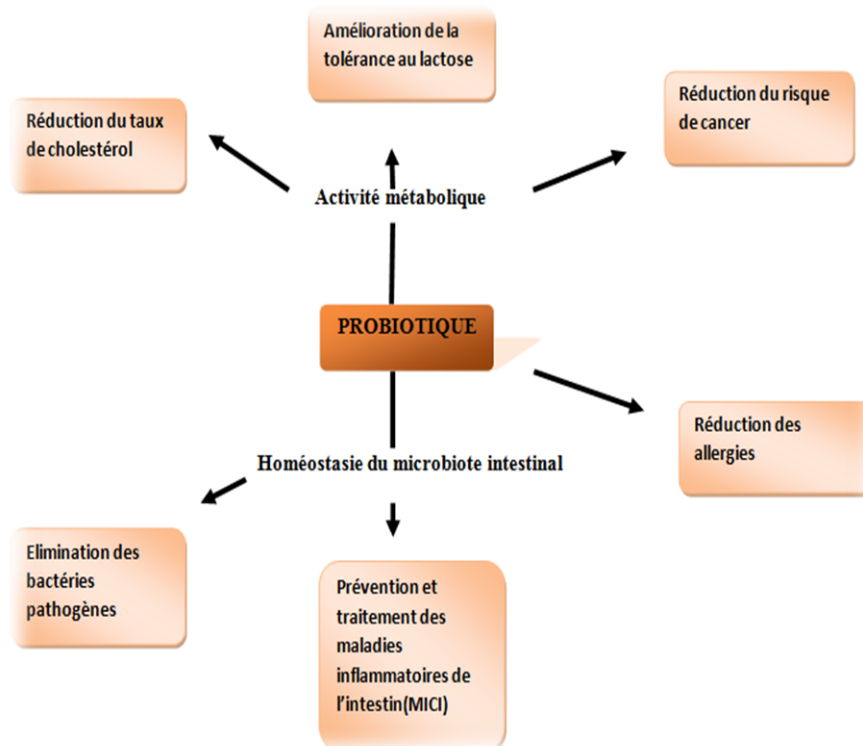 Amélioration de la
tolérance au lactose
Réduction du taux
de cholestérol
Réduction du risque
de cancer
Activité métabolique
PROBIOTIQUE
Réduction des
allergies
Homéostasie du microbiote intestinal
Elimination des
bactéries
pathogènes
Prévention et
traitement des
maladies
inflammatoires de
l'intestin(MICI)